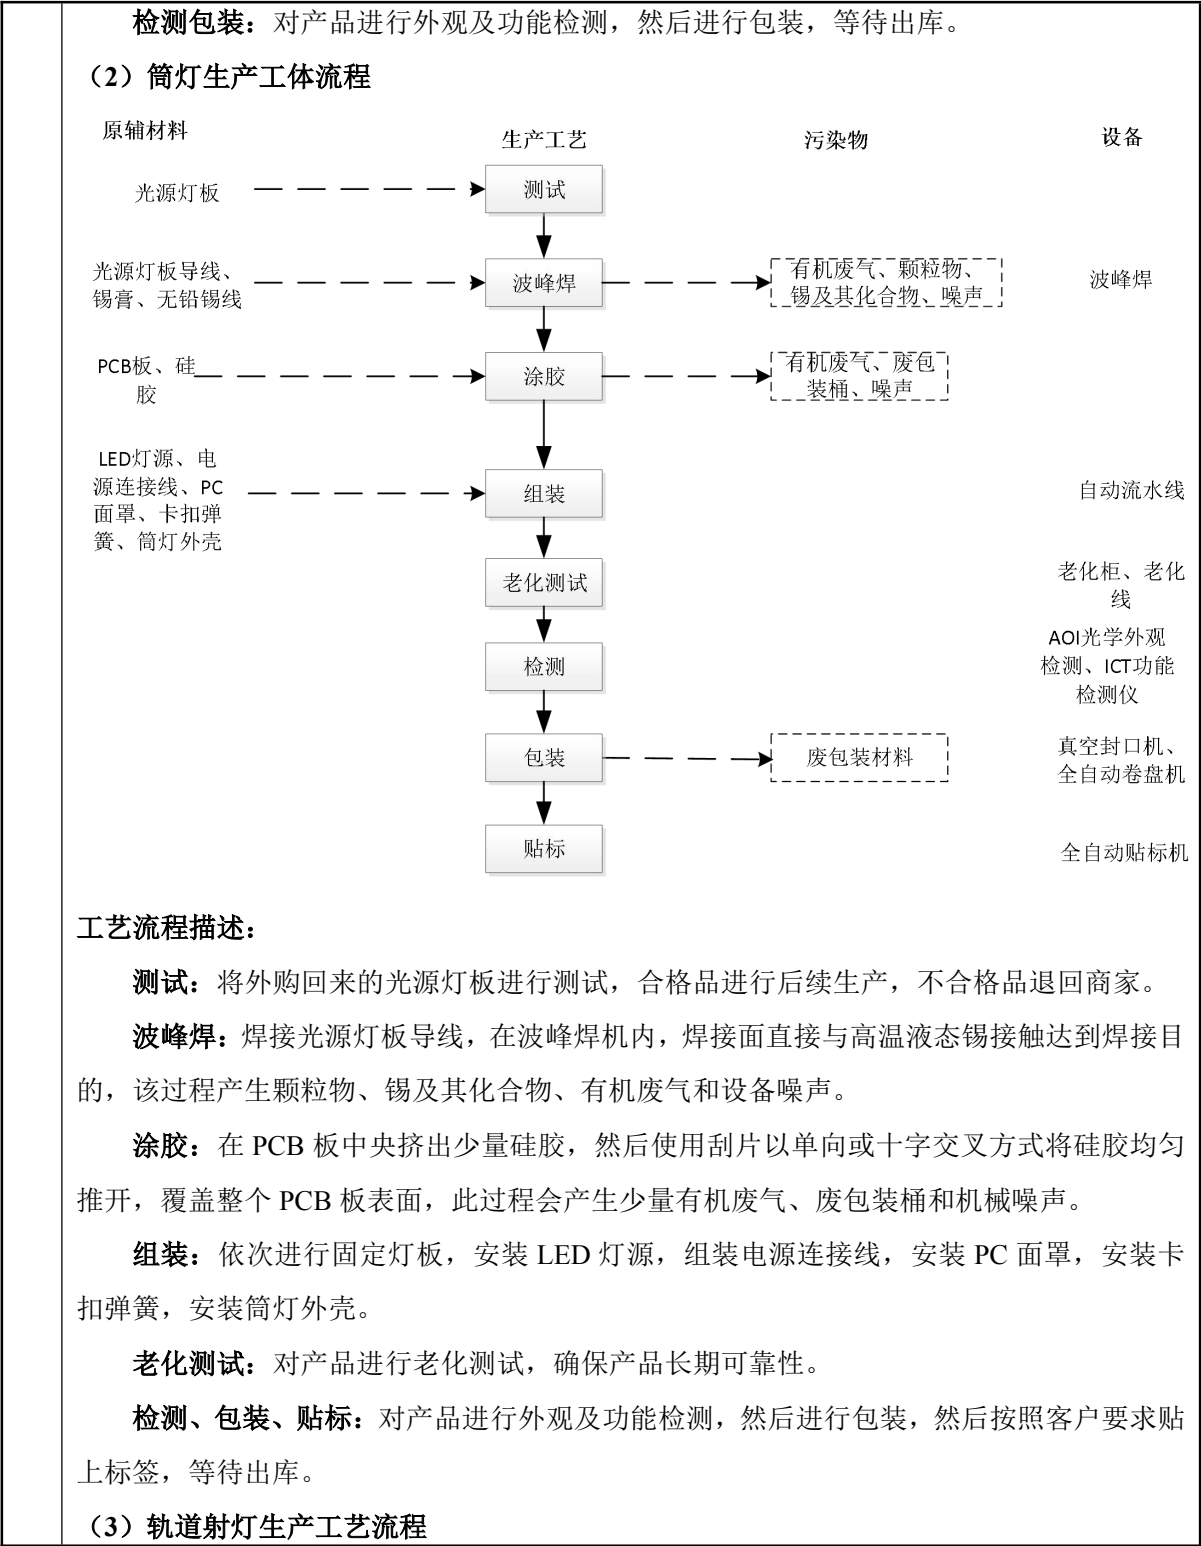 检测包装：对产品进行外观及功能检测，然后进行包装，等待出库。
（2）筒灯生产工体流程
原辅材料
生产工艺
污染物
设备
光源灯板
测试
光源灯板导线、
锡膏、无铅锡线
波峰焊
有机废气、颗粒物、
锡及其化合物、噪声
波峰焊
PCB板、硅
胶
涂胶
有机废气、废包
装桶、噪声
LED灯源、电
源连接线、PC
面罩、卡扣弹
簧、筒灯外壳
组装
自动流水线
老化测试
老化柜、老化
线
检测
AOI光学外观
检测、ICT功能
检测仪
包装
废包装材料
真空封口机、
全自动卷盘机
贴标
全自动贴标机
工艺流程描述：
测试：将外购回来的光源灯板进行测试，合格品进行后续生产，不合格品退回商家。
波峰焊：焊接光源灯板导线，在波峰焊机内，焊接面直接与高温液态锡接触达到焊接目
的，该过程产生颗粒物、锡及其化合物、有机废气和设备噪声。
涂胶：在 PCB 板中央挤出少量硅胶，然后使用刮片以单向或十字交叉方式将硅胶均匀
推开，覆盖整个 PCB 板表面，此过程会产生少量有机废气、废包装桶和机械噪声。
组装：依次进行固定灯板，安装 LED 灯源，组装电源连接线，安装 PC 面罩，安装卡
扣弹簧，安装筒灯外壳。
老化测试：对产品进行老化测试，确保产品长期可靠性。
检测、包装、贴标：对产品进行外观及功能检测，然后进行包装，然后按照客户要求贴
上标签，等待出库。
（3）轨道射灯生产工艺流程